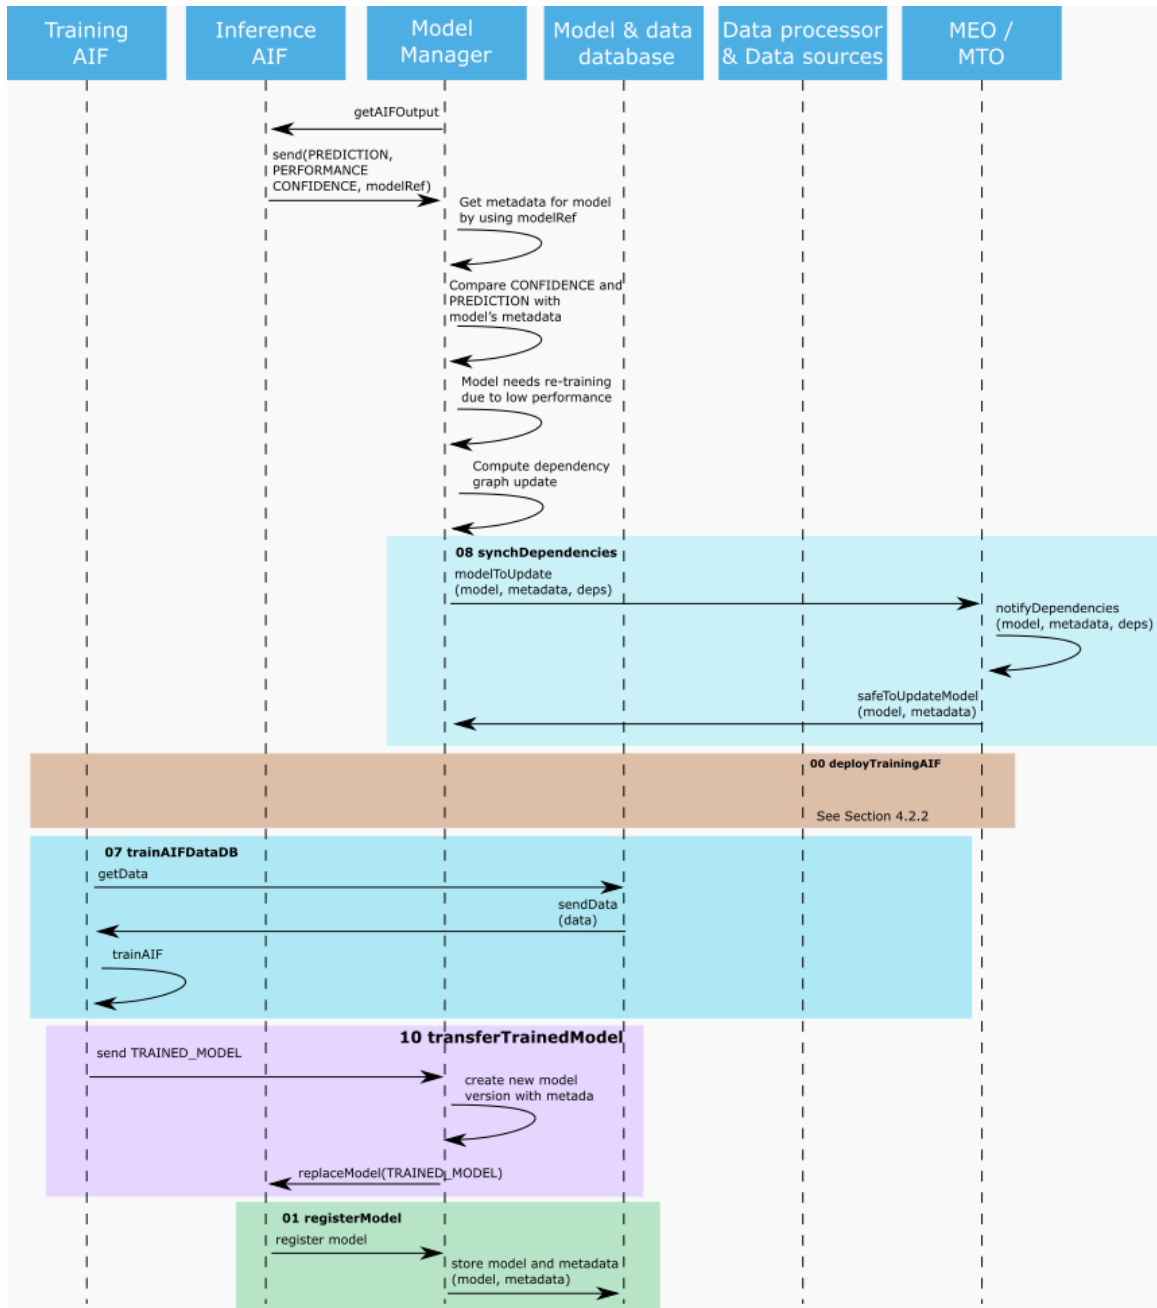 Training
AIF
Inference
AIF
Model
Manager
Model & data
database
Data processor
& Data sources
MEO /
MTO
getAIFOutput
send(PREDICTION,
PERFORMANCE
CONFIDENCE, modelRef)
Get metadata for model
by using modelRef
Compare CONFIDENCE and
PREDICTION with
model's metadata
Model needs re-training
due to low performance
Compute dependency
graph update
08 synchDependencies
modelToUpdate
(model, metadata, deps)
notifyDependencies
(model, metadata, deps)
safeToUpdateModel
(model, metadata)
00 deployTrainingAIF
See Section 4.2.2
07 trainAIFDataDB
getData
sendData
(data)
trainAIF
10 transferTrainedModel
send TRAINED_MODEL
create new model
version with metada
replaceModel(TRAINED_MODEL)
01 registerModel
register model
store model and metadata
(model, metadata)